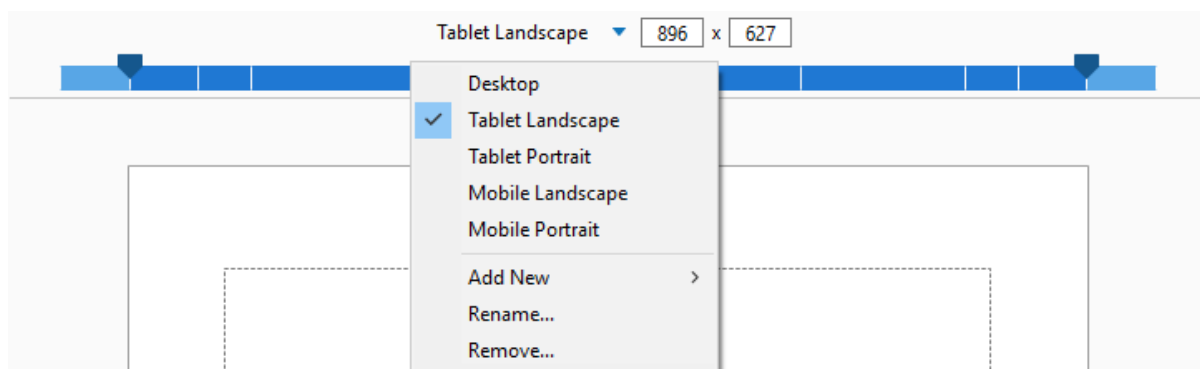 Tablet Landscape 896 x 627
Desktop
Tablet Landscape
Tablet Portrait
Mobile Landscape
Mobile Portrait
Add New
Rename...
Remove...